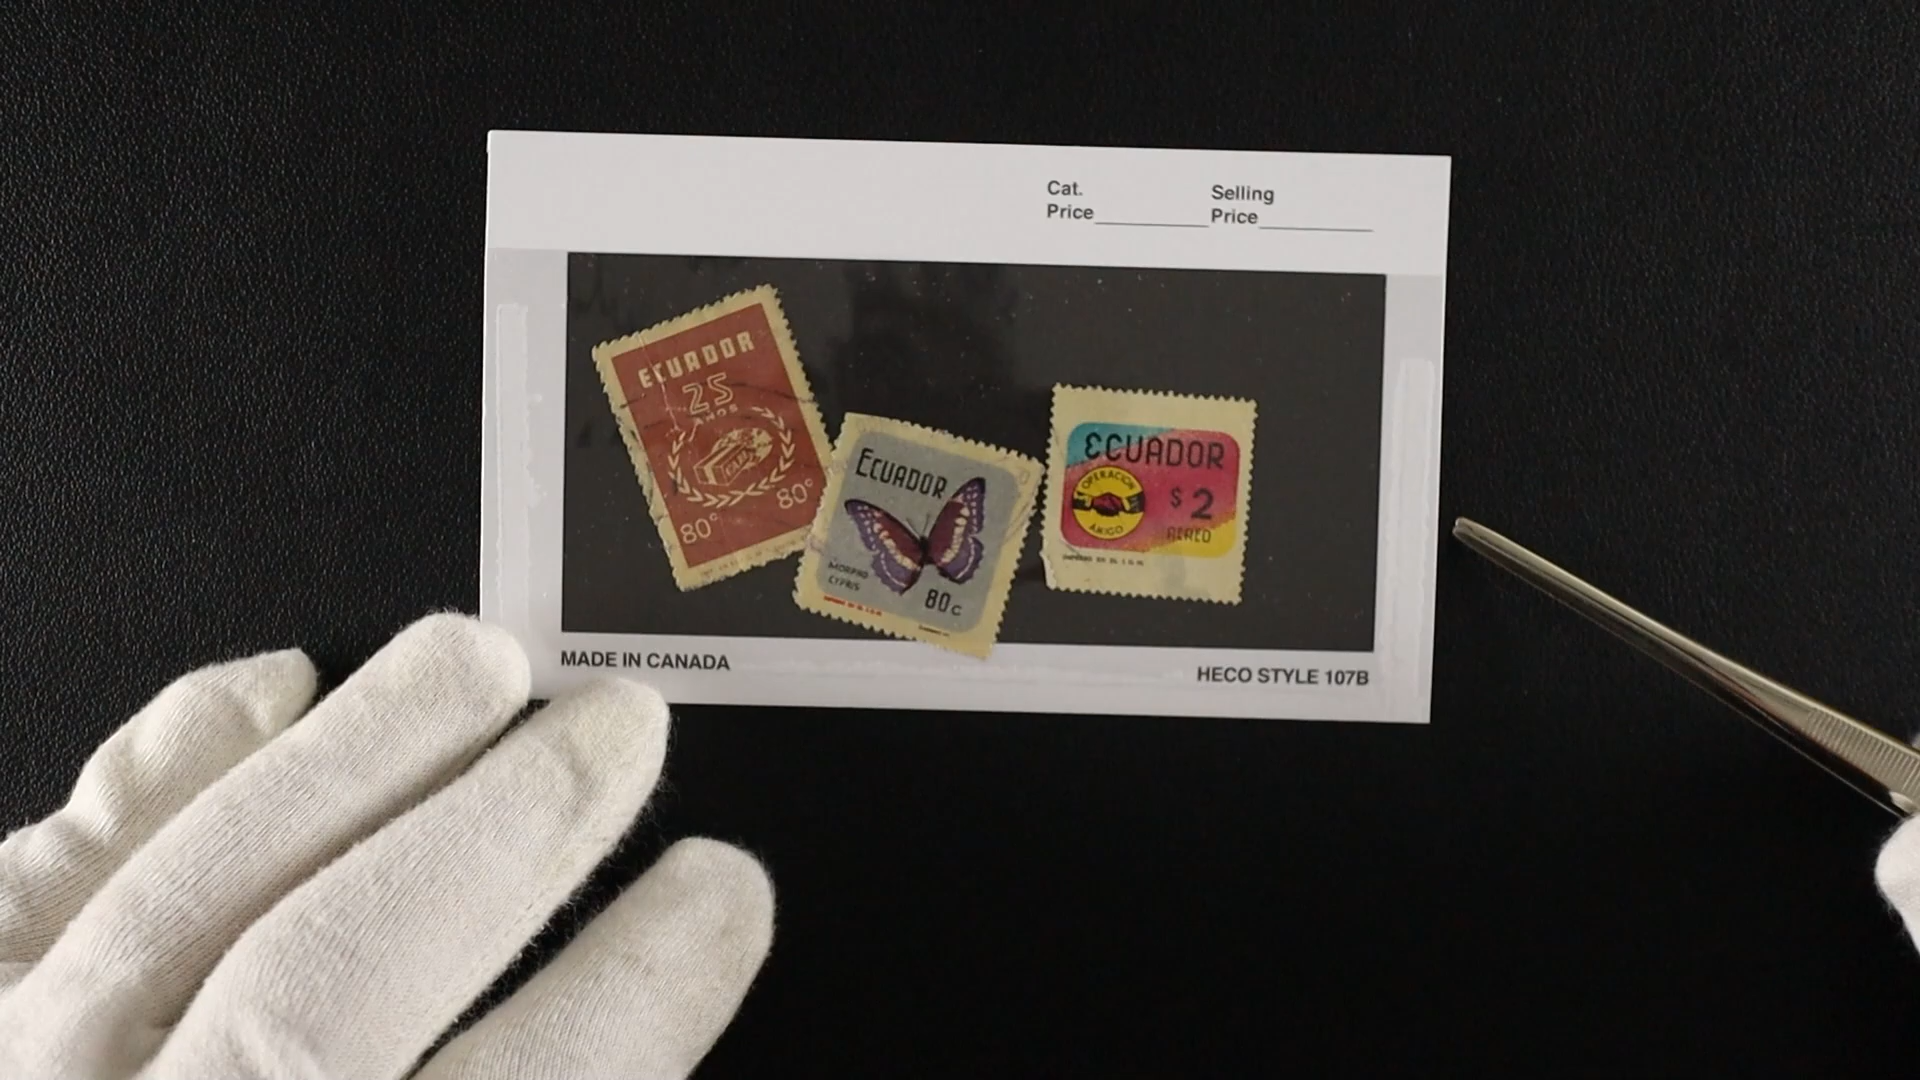 Cat.
Price
Selling
Price
ECUADOR
25
AÑOS
80c
80c
ECUADOR
MORPHO
CYPRIS
80c
ECUADOR
OPERACION
AMIGO
$2
AEREO
MADE IN CANADA
HECO STYLE 107B